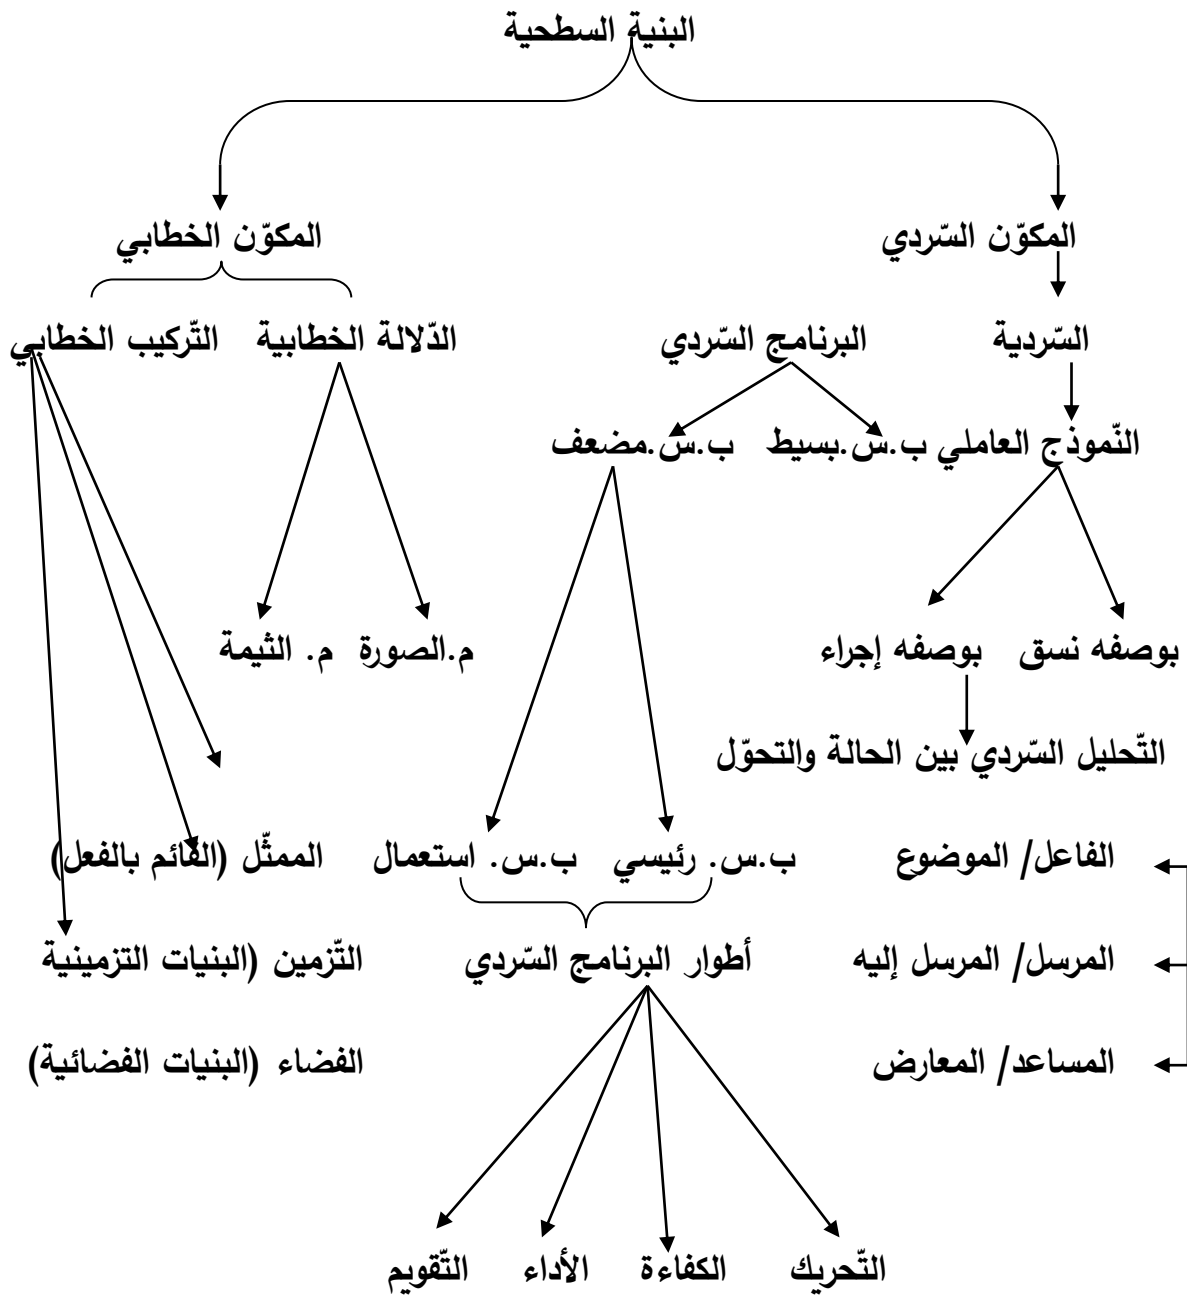 البنية السطحية
المكوّن السّردي المكوّن الخطابي
السّردية البرنامج السّردي الدّلالة الخطابية التّركيب الخطابي
النّموذج العاملي ب.س.بسيط ب.س.مضعف
بوصفه نسق بوصفه إجراء م.الصورة م. الثيمة
التّحليل السّردي بين الحالة والتحوّل
الفاعل/ الموضوع ب.س. رئيسي ب.س. استعمال الممثّل (القائم بالفعل)
المرسل/ المرسل إليه أطوار البرنامج السّردي التّزمين (البنيات التزمينية
المساعد/ المعارض الفضاء (البنيات الفضائية)
التّحريك الكفاءة الأداء التّقويم